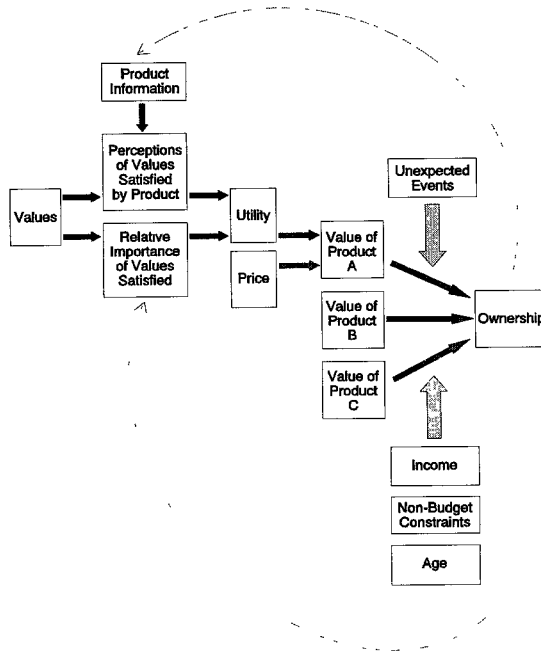 Product
Information
Perceptions
of Values
Satisfied
by Product
Values
Relative
Importance
of Values
Satisfied
Utility
Price
Unexpected
Events
Value of
Product
A
Value of
Product
B
Value of
Product
C
Ownership
Income
Non-Budget
Constraints
Age